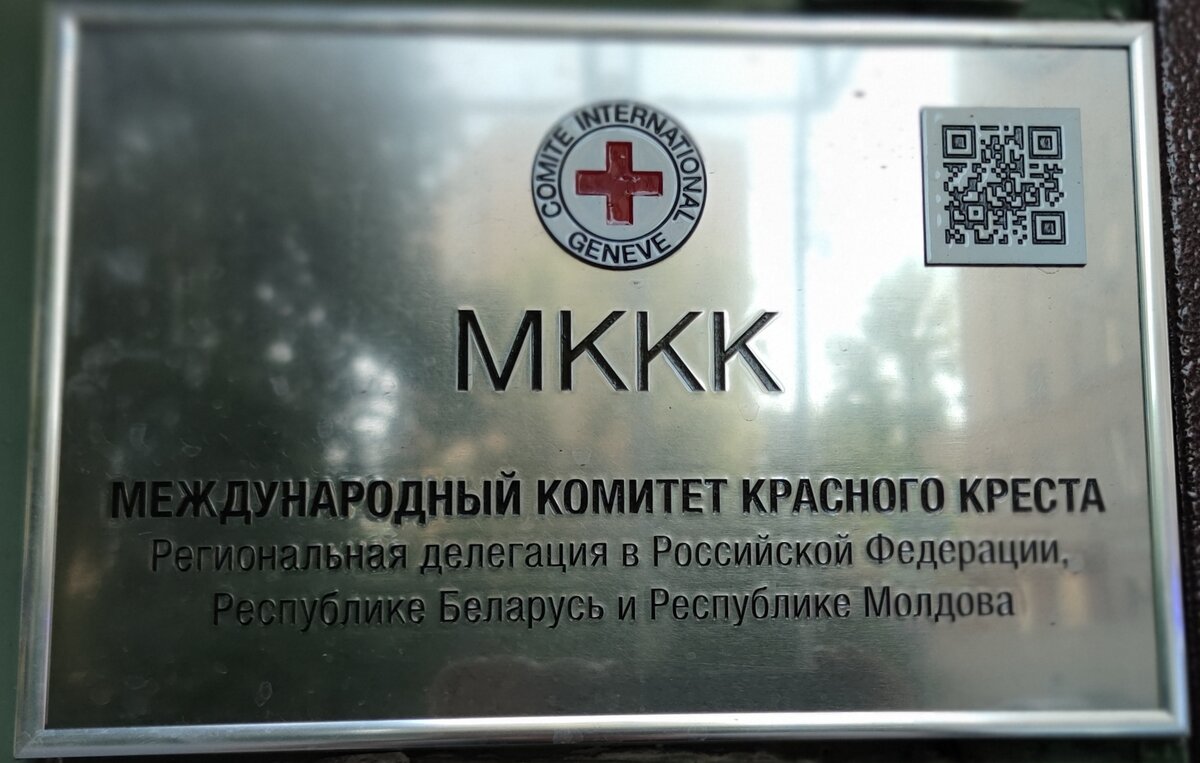 COMITE INTERNATIONAL
GENEVE
МККК
МЕЖДУНАРОДНЫЙ КОМИТЕТ КРАСНОГО КРЕСТА
Региональная делегация в Российской Федерации,
Республике Беларусь и Республике Молдова